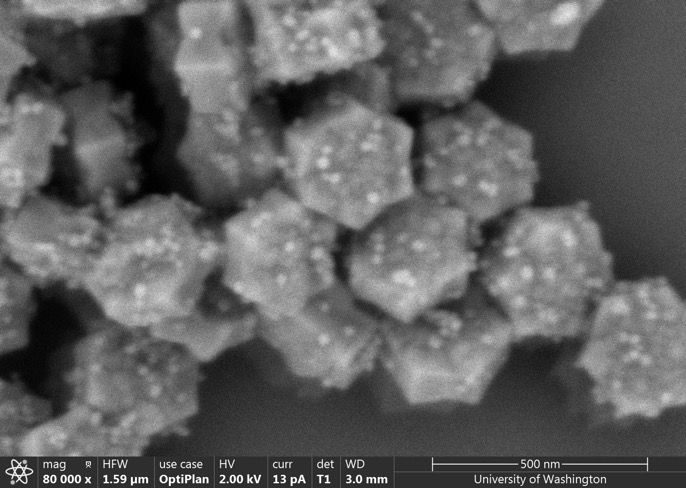 mag HFW use case HV curr det WD 500 nm
80 000 x 1.59 µm OptiPlan 2.00 kV 13 pA T1 3.0 mm University of Washington